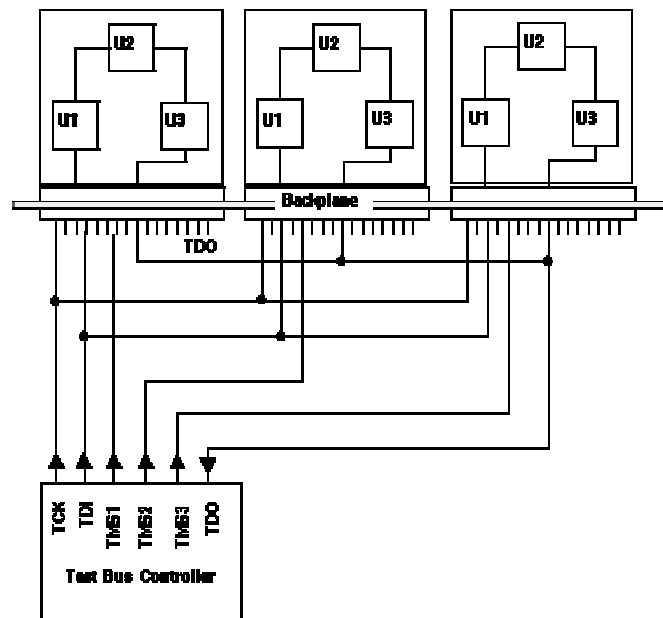 U2
U1
U3
U2
U1
U3
U2
U1
U3
Backplane
TDO
TCK
TDI
TMS1
TMS2
TMS3
TDO
Test Bus Controller